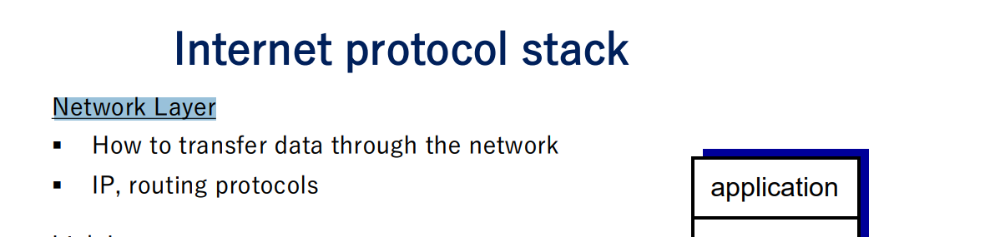 Internet protocol stack
Network Layer
▪ How to transfer data through the network
▪ IP, routing protocols
application